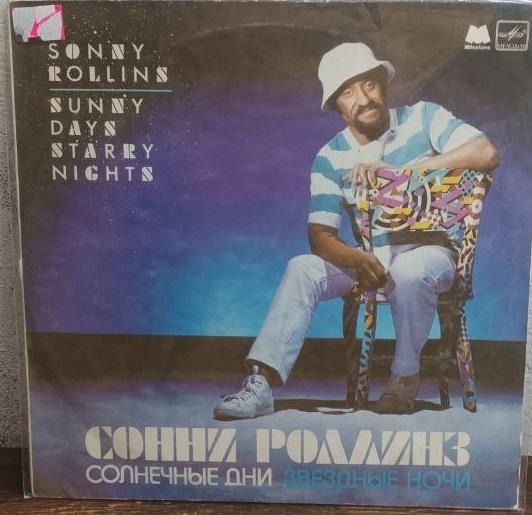 SONNY
ROLLINS
SUNNY
DAYS
STARRY
NIGHTS
Milestone
МЕЛОДИЯ
СОННИ РОЛЛИНЗ
СОЛНЕЧНЫЕ ДНИ ЗВЕЗДНЫЕ НОЧИ